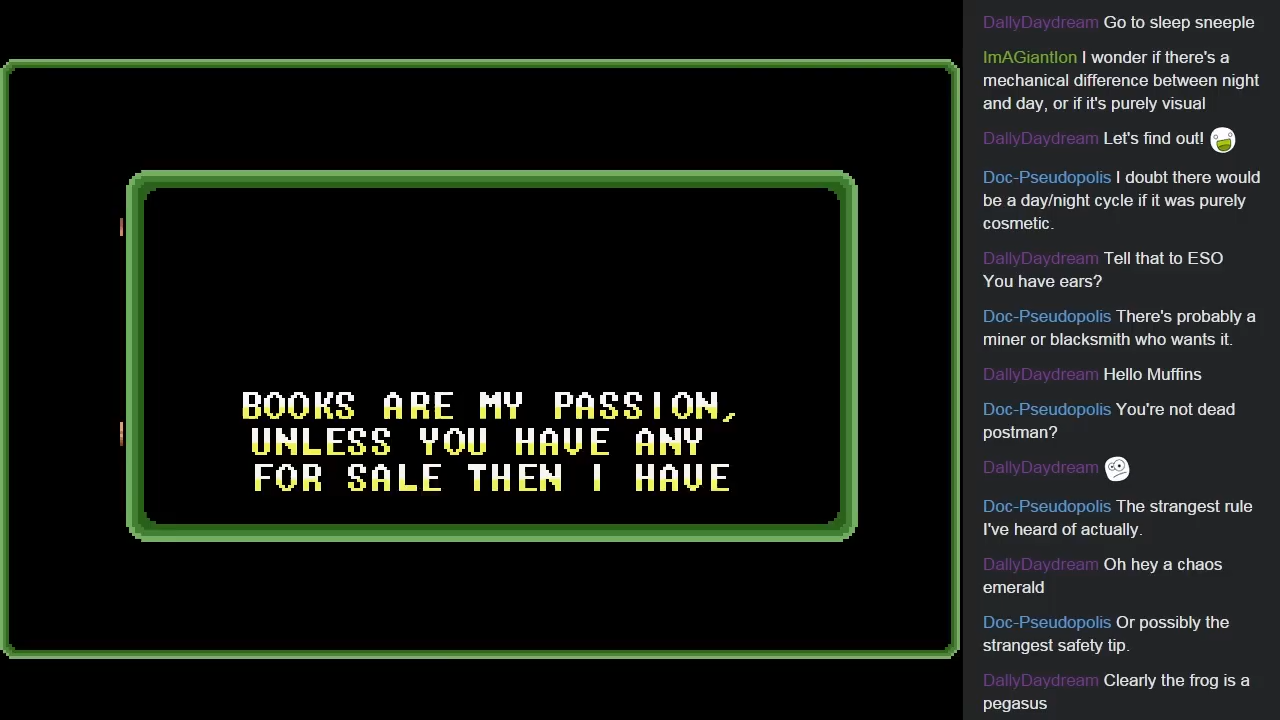 BOOKS ARE MY PASSION,
UNLESS YOU HAVE ANY
FOR SALE THEN I HAVE
DallyDaydream Go to sleep sneeple
ImAGiantIon I wonder if there's a
mechanical difference between night
and day, or if it's purely visual
DallyDaydream Let's find out!
Doc-Pseudopolis I doubt there would
be a day/night cycle if it was purely
cosmetic.
DallyDaydream Tell that to ESO
You have ears?
Doc-Pseudopolis There's probably a
miner or blacksmith who wants it.
DallyDaydream Hello Muffins
Doc-Pseudopolis You're not dead
postman?
DallyDaydream
Doc-Pseudopolis The strangest rule
I've heard of actually.
DallyDaydream Oh hey a chaos
emerald
Doc-Pseudopolis Or possibly the
strangest safety tip.
DallyDaydream Clearly the frog is a
pegasus